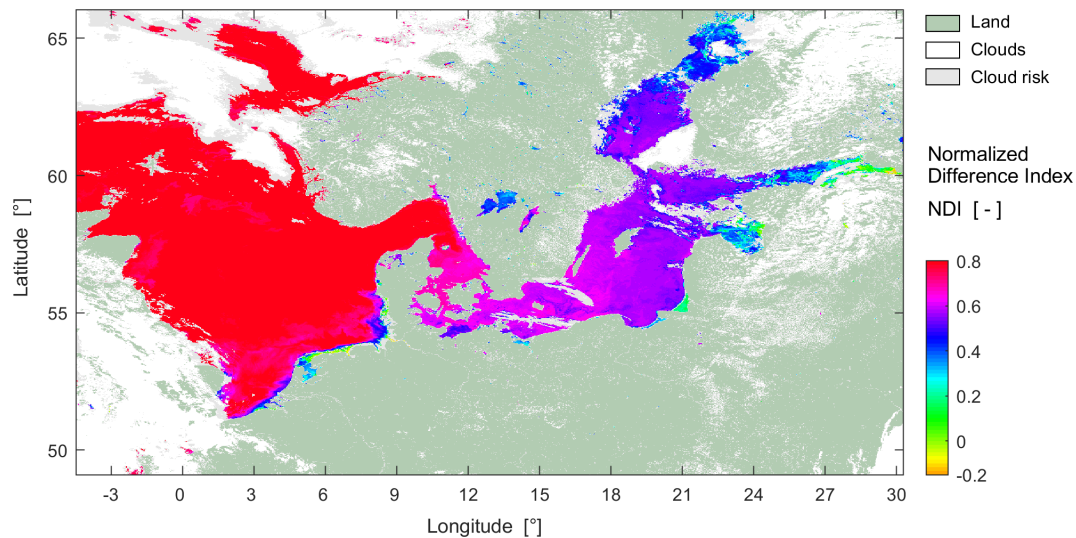 65
60
55
50
Latitude [°]
-3 0 3 6 9 12 15 18 21 24 27 30
Longitude [°]
Land
Clouds
Cloud risk
Normalized
Difference Index
NDI [ - ]
0.8
0.6
0.4
0.2
0
-0.2